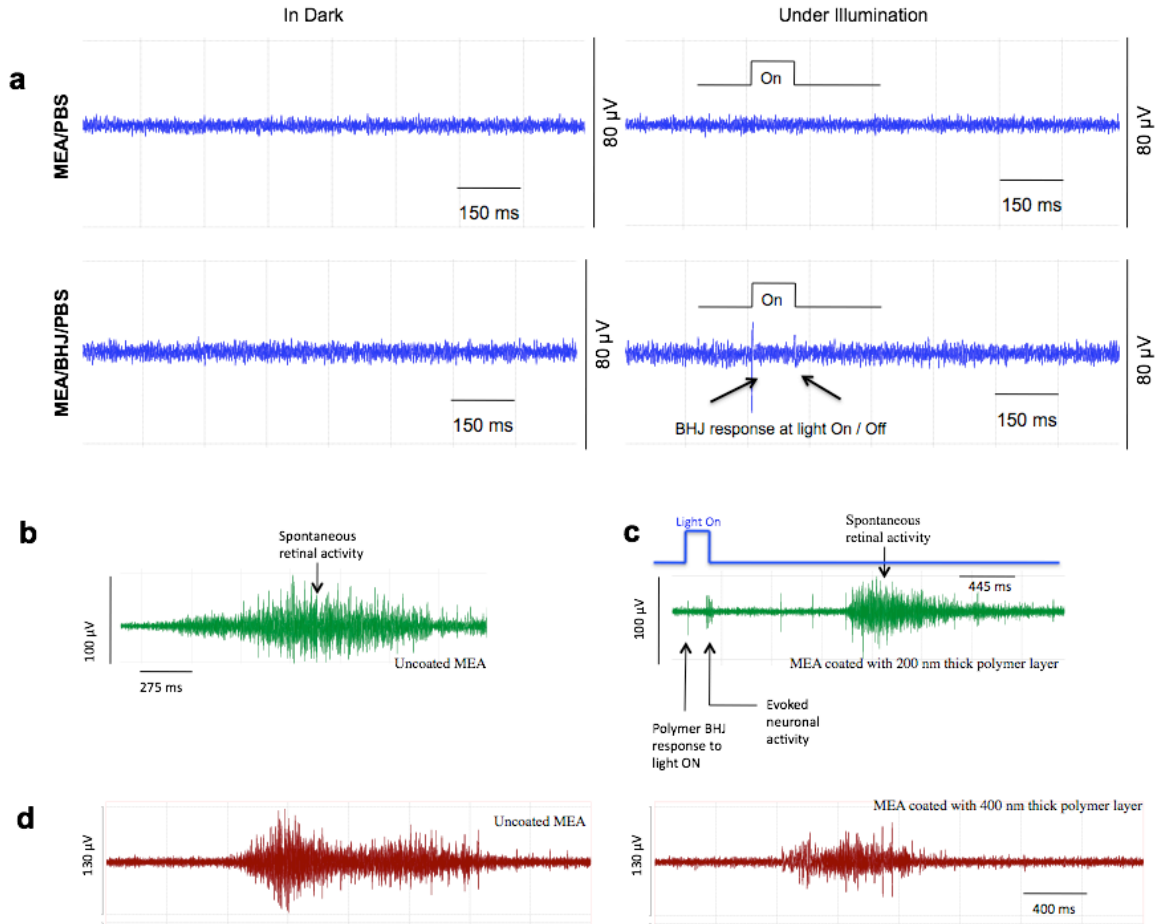 In Dark
Under Illumination
a
MEA/PBS
80 µV
150 ms
On
80 µV
150 ms
MEA/BHJ/PBS
80 µV
150 ms
On
80 µV
150 ms
BHJ response at light On / Off
b
Spontaneous
retinal activity
100 µV
Uncoated MEA
275 ms
c
Light On
Spontaneous
retinal activity
445 ms
100 µV
MEA coated with 200 nm thick polymer layer
Polymer BHJ
response to
light ON
Evoked
neuronal
activity
d
130 µV
Uncoated MEA
130 µV
MEA coated with 400 nm thick polymer layer
400 ms